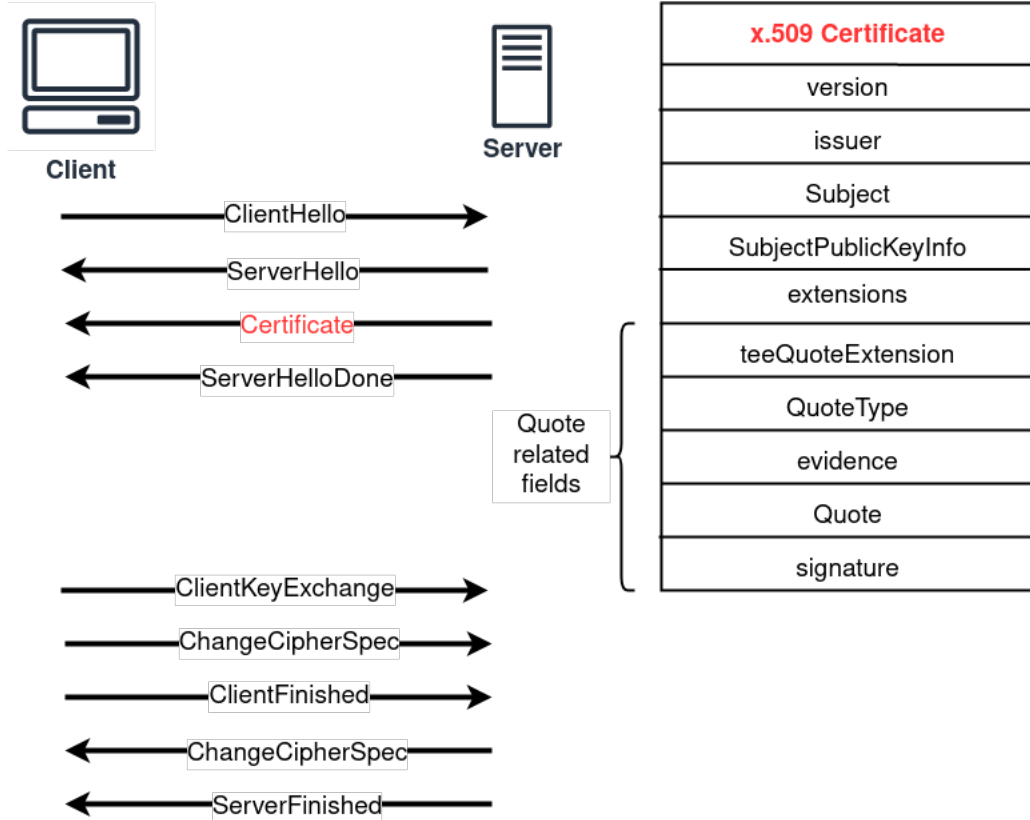 Client
Server
ClientHello
ServerHello
Certificate
ServerHelloDone
ClientKeyExchange
ChangeCipherSpec
ClientFinished
ChangeCipherSpec
ServerFinished
x.509 Certificate
version
issuer
Subject
SubjectPublicKeyInfo
extensions
teeQuoteExtension
QuoteType
evidence
Quote
signature
Quote
related
fields